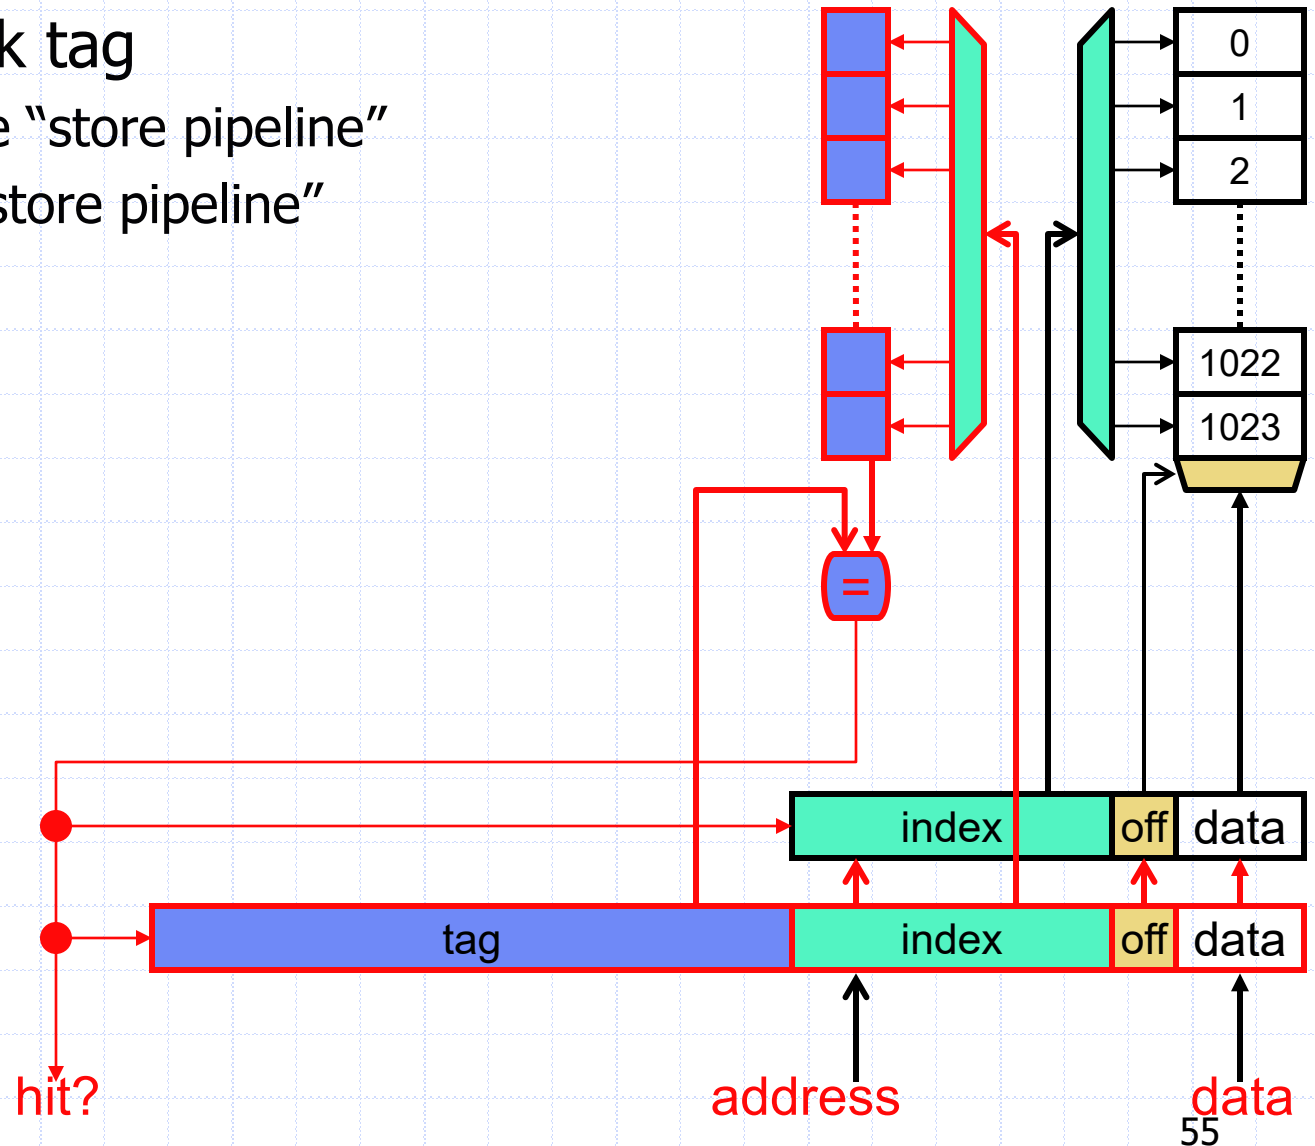 k tag
e “store pipeline”
store pipeline”
0
1
2
1022
1023
=
index off data
tag index off data
hit? address data
55